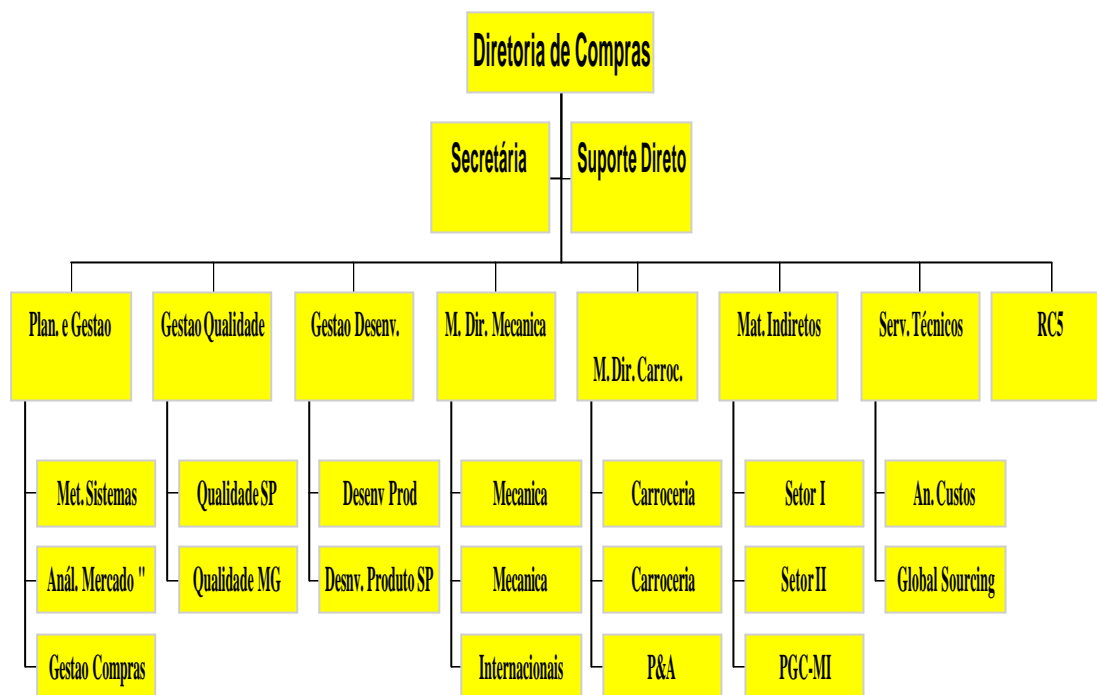 Diretoria de Compras
Secretária
Suporte Direto
Plan. e Gestao
Gestao Qualidade
Gestao Desenv.
M. Dir. Mecanica
M. Dir. Carroc.
Mat. Indiretos
Serv. Técnicos
RC5
Met. Sistemas
Qualidade SP
Desenv Prod
Mecanica
Carroceria
Setor I
An. Custos
Anál. Mercado "
Qualidade MG
Desnv. Produto SP
Mecanica
Carroceria
Setor II
Global Sourcing
Gestao Compras
Internacionais
P&A
PGC-MI